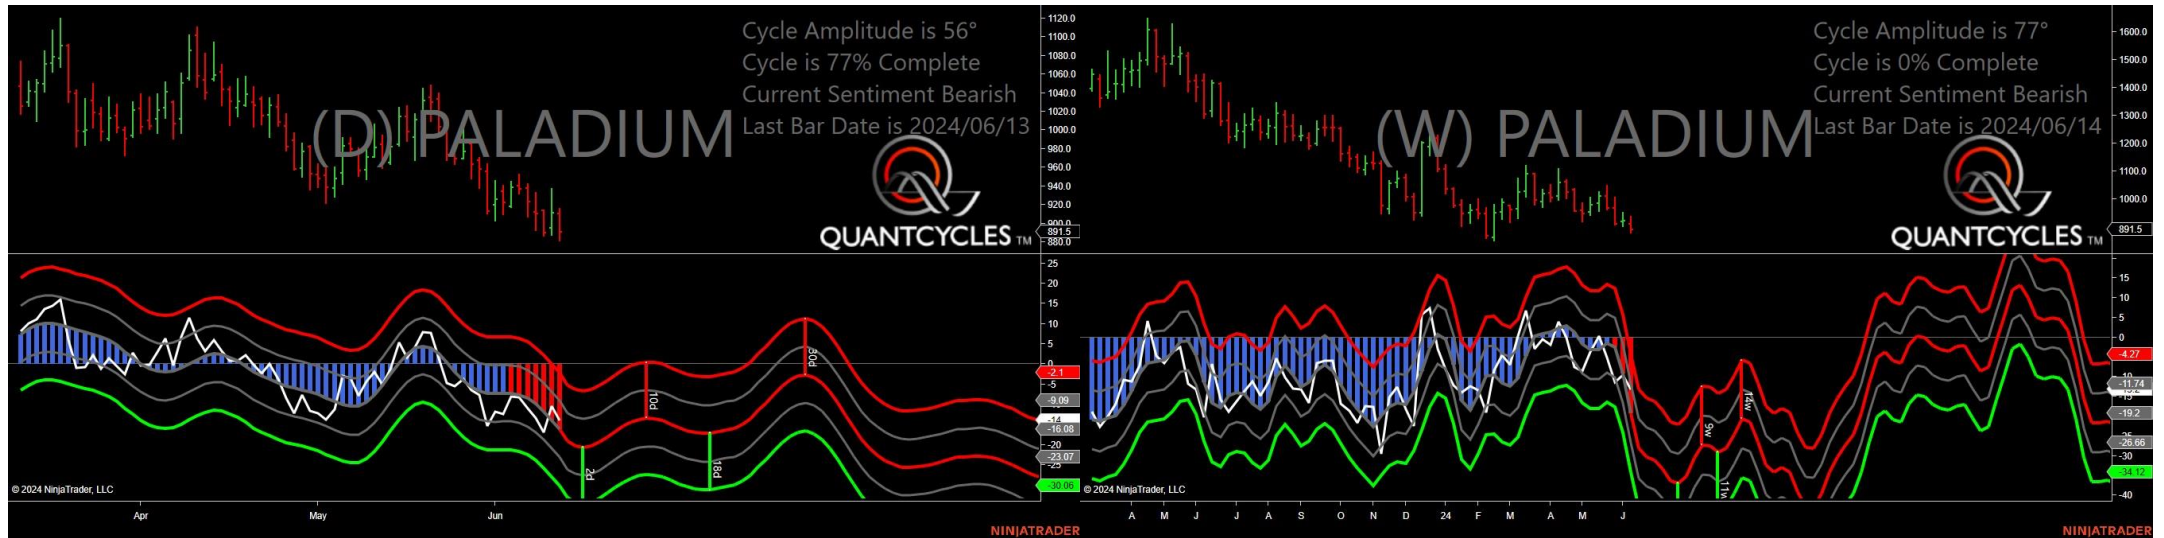 Cycle Amplitude is 56°
Cycle is 77% Complete
Current Sentiment Bearish
Last Bar Date is 2024/06/13
(D) PALADIUM
QUANTCYCLES TM
1120.0
1100.0
1080.0
1060.0
1040.0
1020.0
1000.0
980.0
960.0
940.0
920.0
900.0
891.5
880.0
25
20
15
10
5
0
-2.1
-5
-9.09
-14
-16.08
-20
-23.07
-25
-30.06
2d
10d
18d
30d
© 2024 NinjaTrader, LLC
Apr
May
Jun
NINJATRADER
Cycle Amplitude is 77°
Cycle is 0% Complete
Current Sentiment Bearish
Last Bar Date is 2024/06/14
(W) PALADIUM
QUANTCYCLES TM
1600.0
1500.0
1400.0
1300.0
1200.0
1100.0
1000.0
891.5
15
10
5
0
-4.27
-11.74
-19.2
-26.66
-30
-34.12
-40
9w
14w
11w
© 2024 NinjaTrader, LLC
A M J J A S O N D 24 F M A M J
NINJATRADER